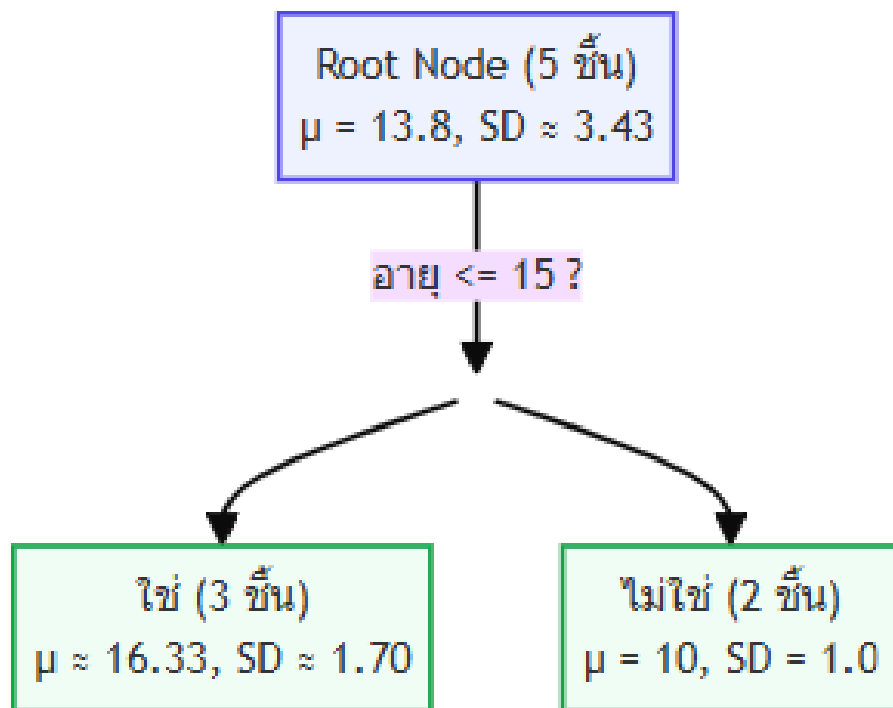 Root Node (5 ชิ้น)
μ = 13.8, SD ≈ 3.43
อายุ <= 15 ?
ใช่ (3 ชิ้น)
μ ≈ 16.33, SD ≈ 1.70
ไม่ใช่ (2 ชิ้น)
μ = 10, SD = 1.0